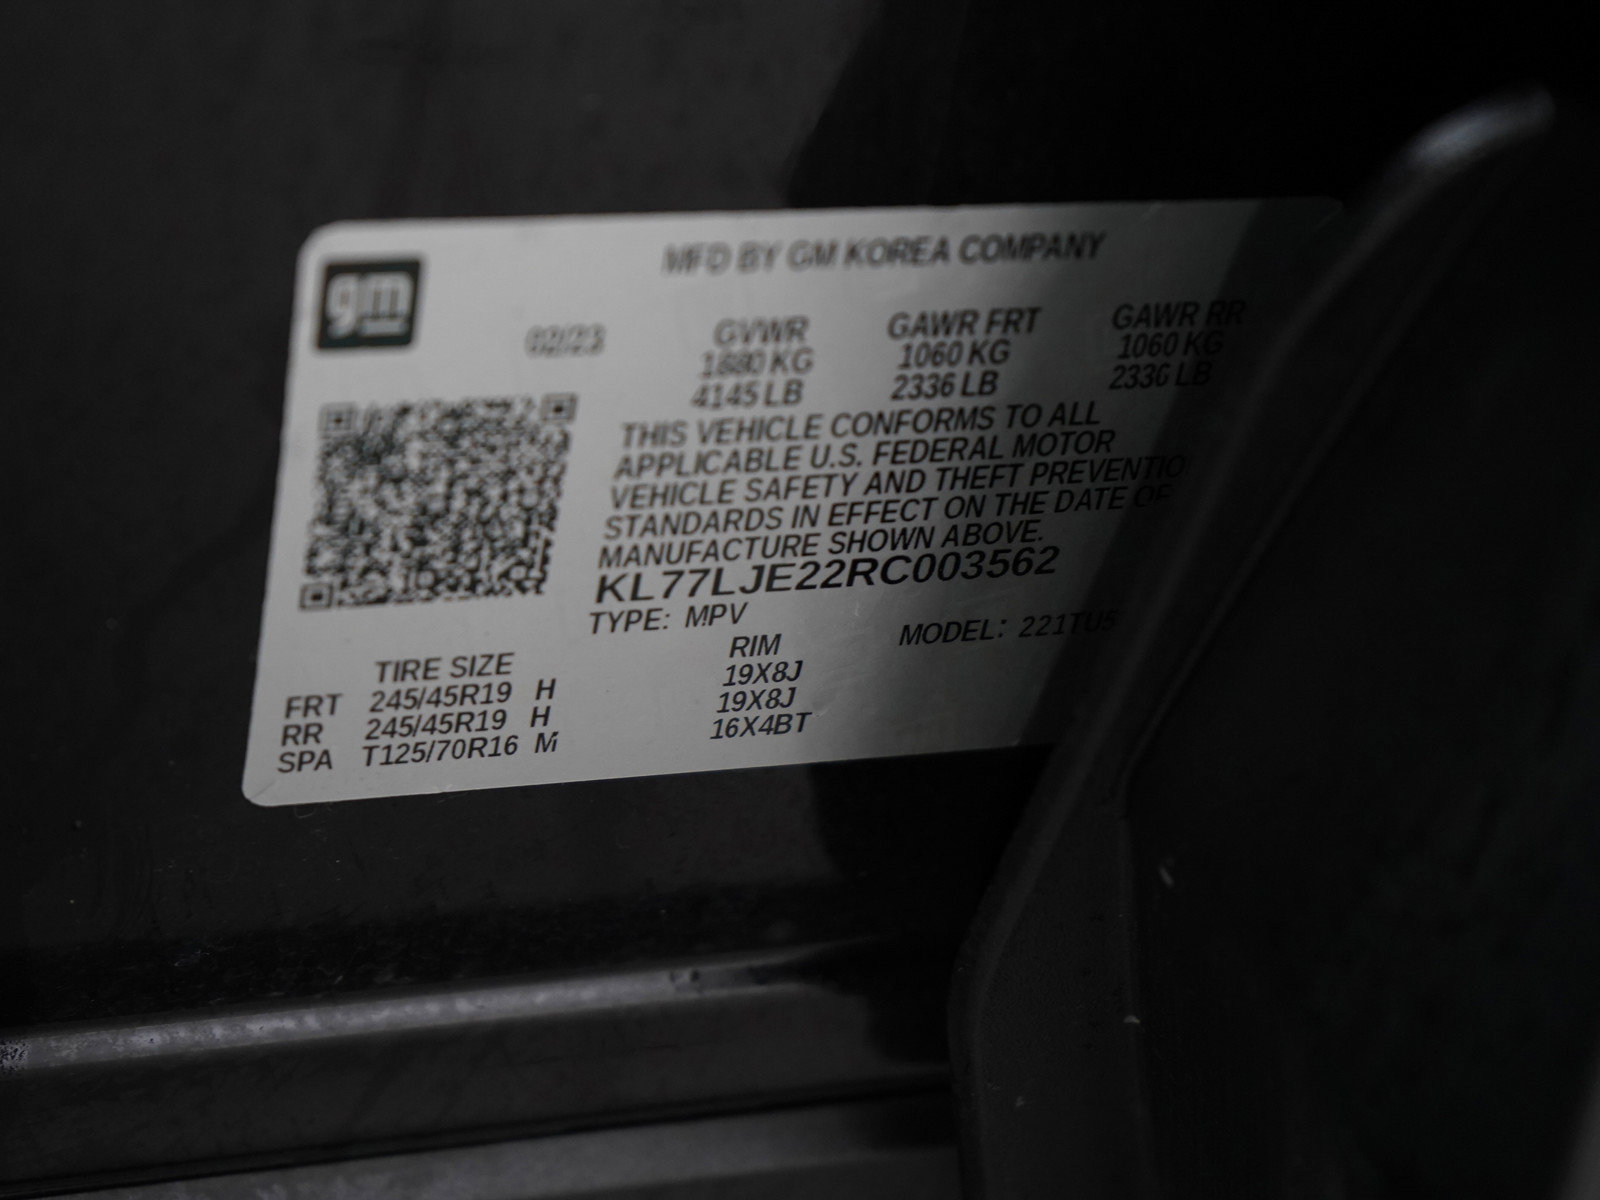 gm
MFD BY GM KOREA COMPANY
02/23 GVWR GAWR FRT GAWR RR
1880 KG 1060 KG 1060 KG
4145 LB 2336 LB 2336 LB
THIS VEHICLE CONFORMS TO ALL
APPLICABLE U.S. FEDERAL MOTOR
VEHICLE SAFETY AND THEFT PREVENTIO
STANDARDS IN EFFECT ON THE DATE OF
MANUFACTURE SHOWN ABOVE.
KL77LJE22RC003562
TYPE: MPV MODEL: 221TU5
TIRE SIZE RIM
FRT 245/45R19 H 19X8J
RR 245/45R19 H 19X8J
SPA T125/70R16 M 16X4BT